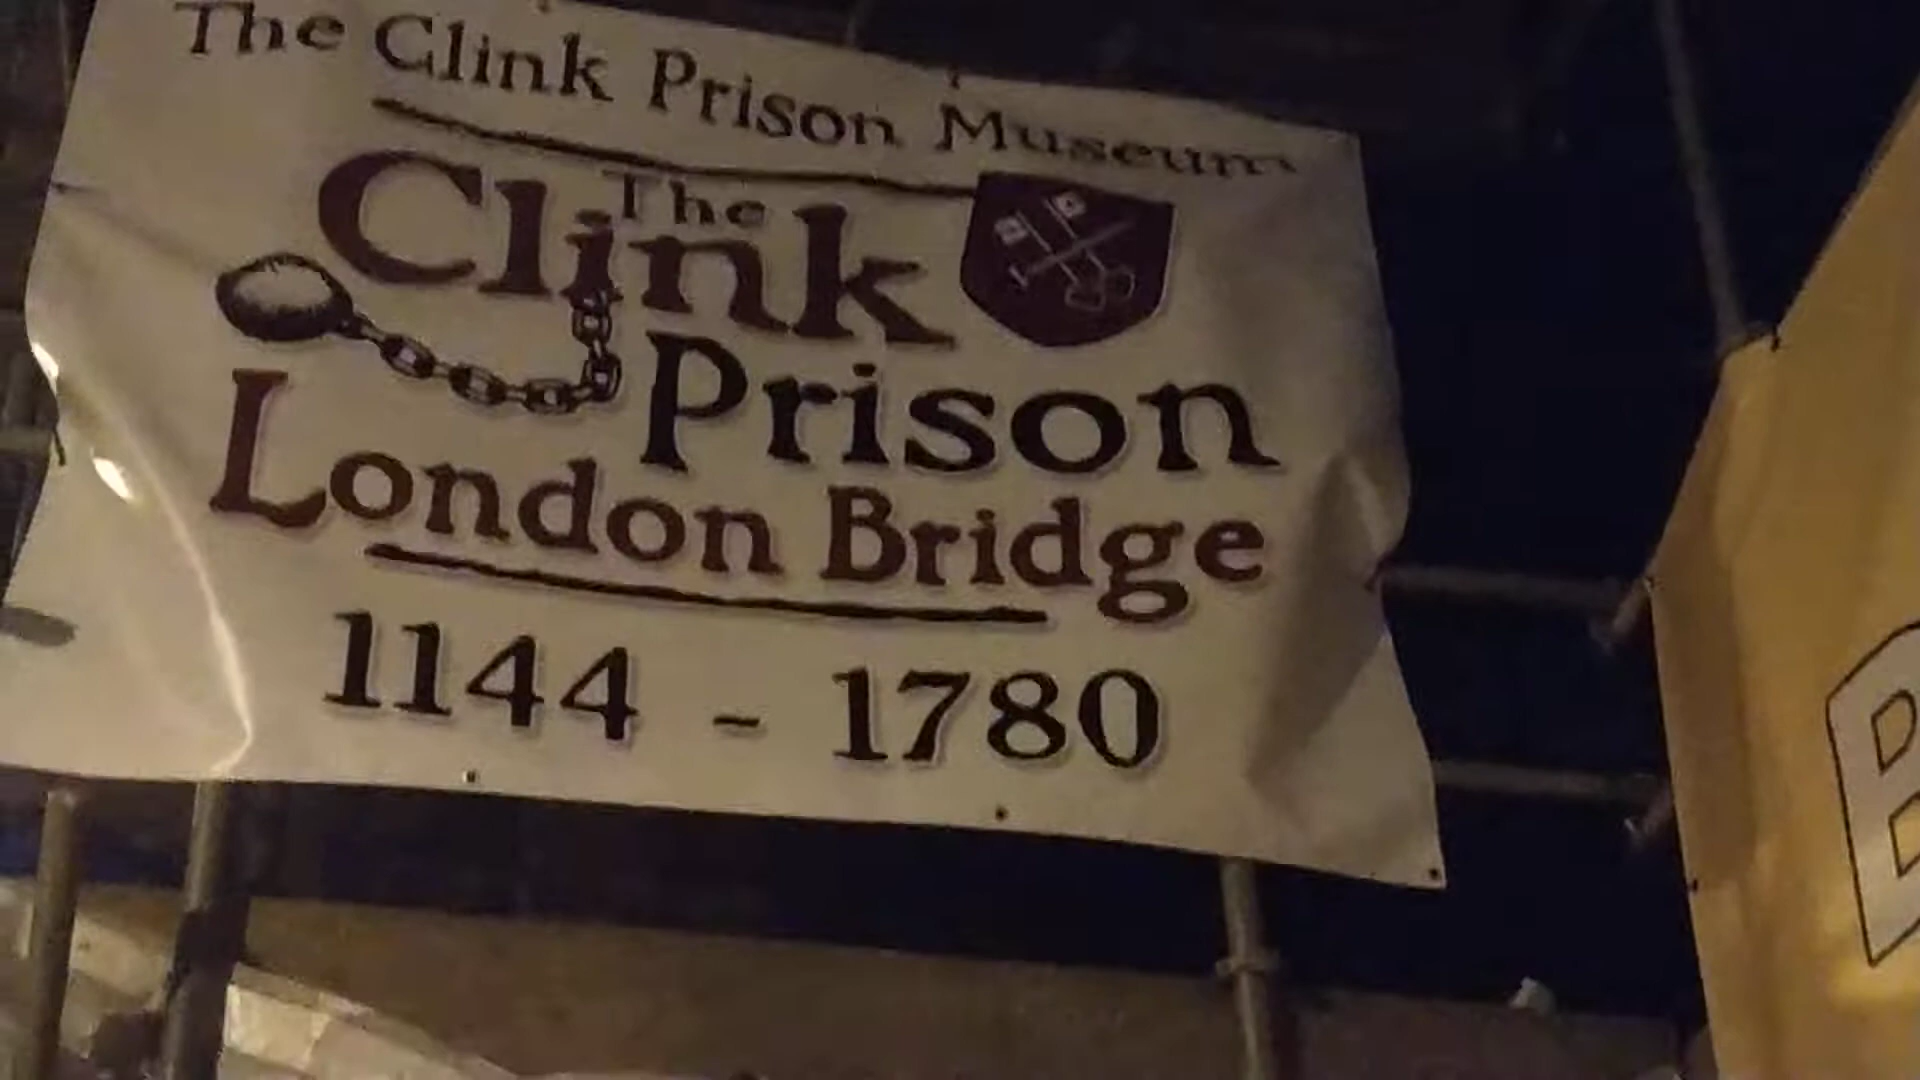 The Clink Prison Museum
The
Clink
Prison
London Bridge
1144 - 1780
B